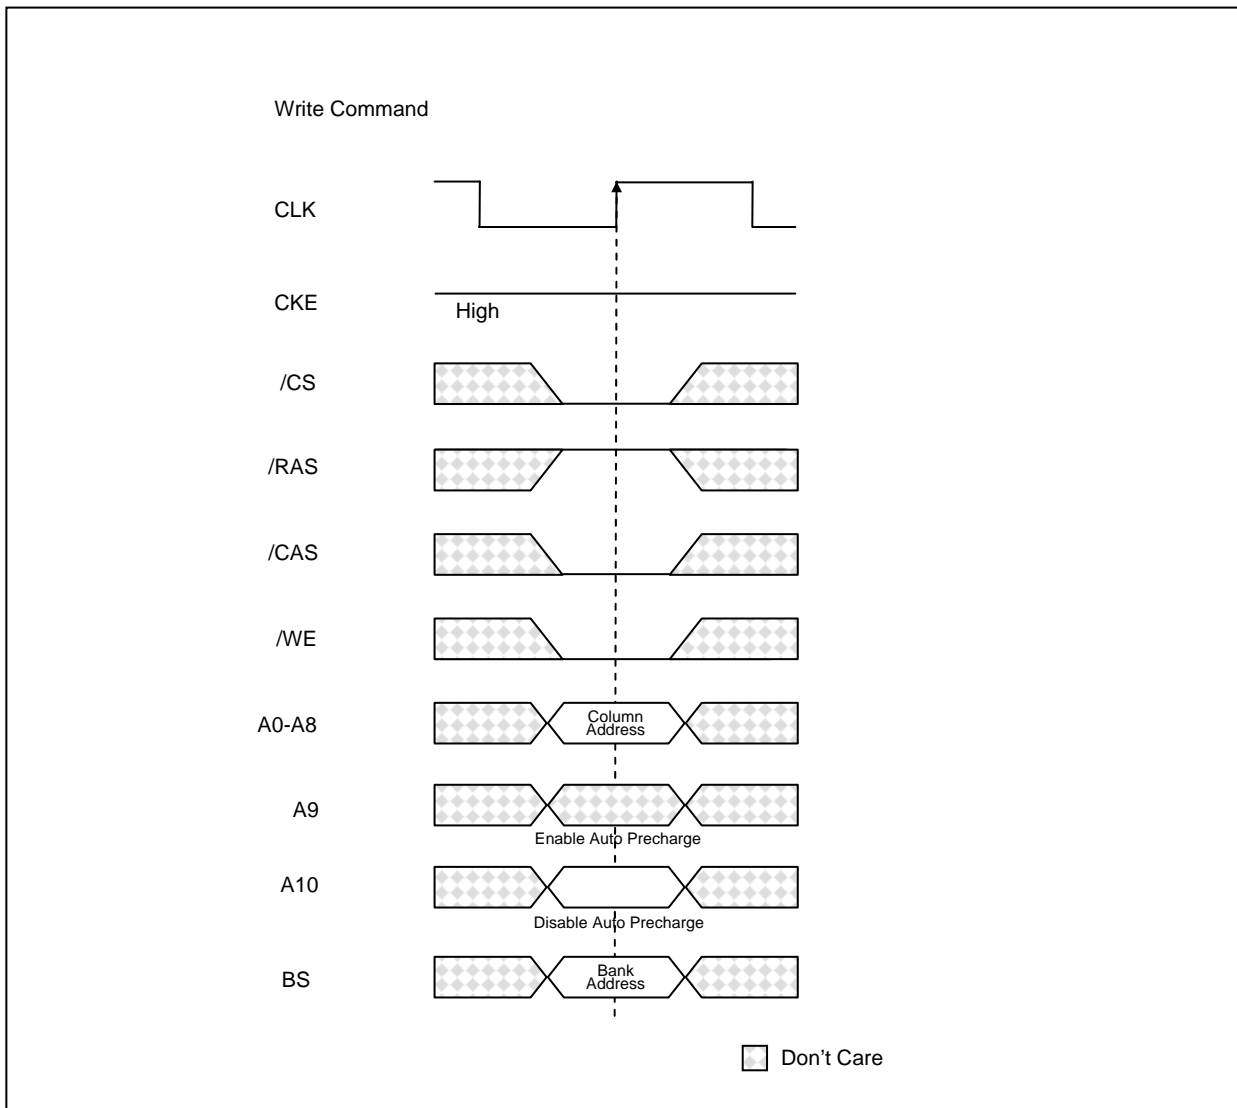 Write Command
CLK
CKE
High
/CS
/RAS
/CAS
/WE
A0-A8
Column
Address
A9
Enable Auto Precharge
A10
Disable Auto Precharge
BS
Bank
Address
Don't Care